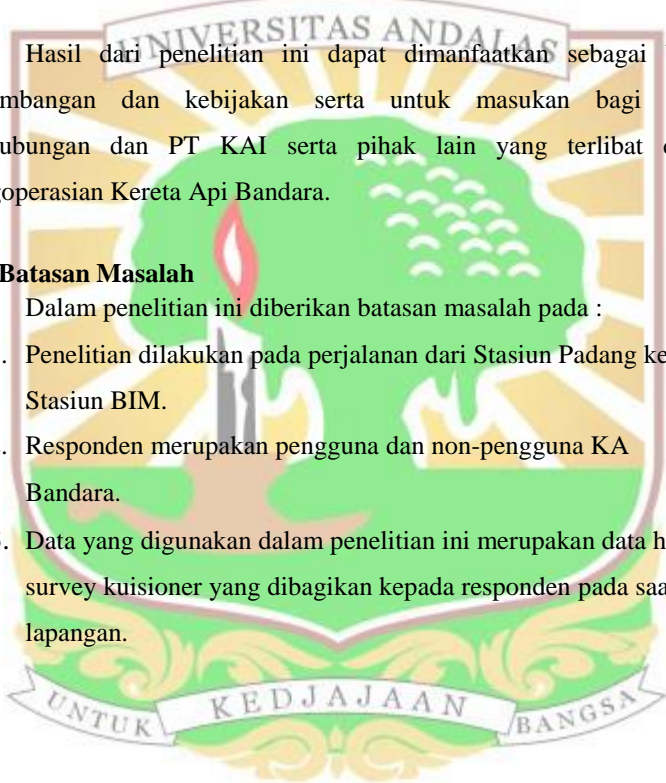 UNIVERSITAS ANDALAS
Hasil dari penelitian ini dapat dimanfaatkan sebagai
mbangan dan kebijakan serta untuk masukan bagi
ubungan dan PT KAI serta pihak lain yang terlibat
goperasian Kereta Api Bandara.
Batasan Masalah
Dalam penelitian ini diberikan batasan masalah pada :
. Penelitian dilakukan pada perjalanan dari Stasiun Padang ke
Stasiun BIM.
. Responden merupakan pengguna dan non-pengguna KA
Bandara.
. Data yang digunakan dalam penelitian ini merupakan data h
survey kuisioner yang dibagikan kepada responden pada saa
lapangan.
UNTUK KEDJAJAAN BANGSA